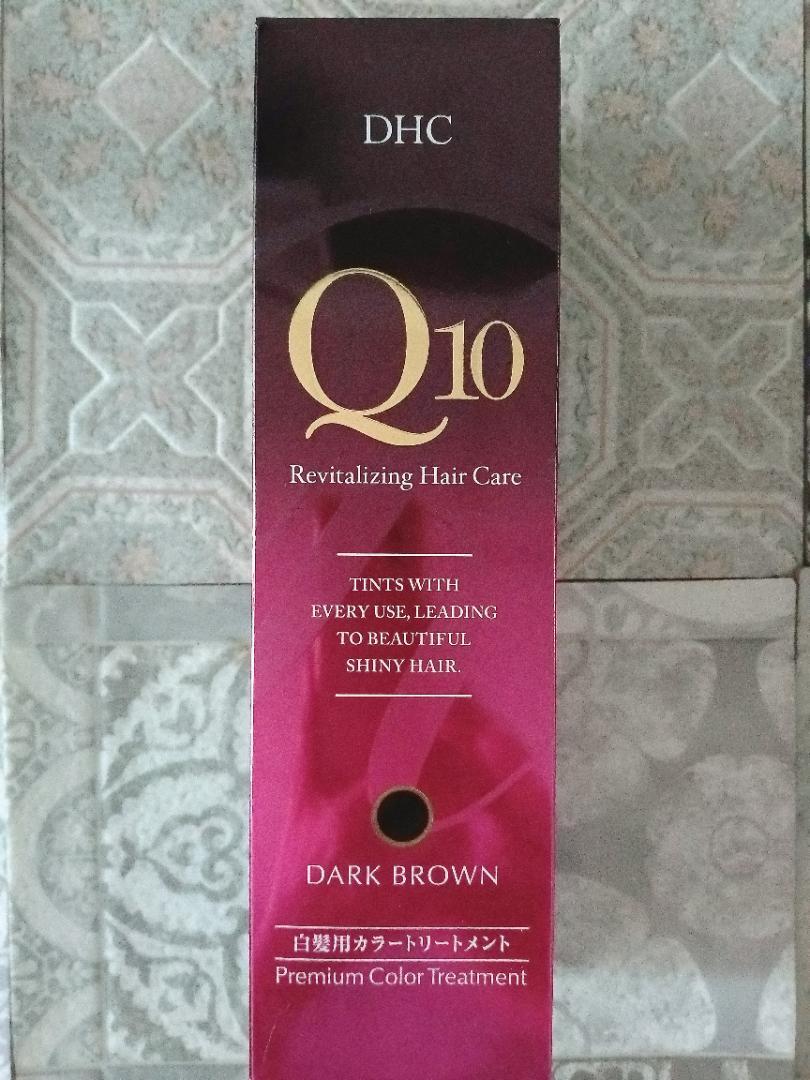 DHC
Q10
Revitalizing Hair Care
TINTS WITH
EVERY USE, LEADING
TO BEAUTIFUL
SHINY HAIR.
DARK BROWN
白髪用カラートリートメント
Premium Color Treatment